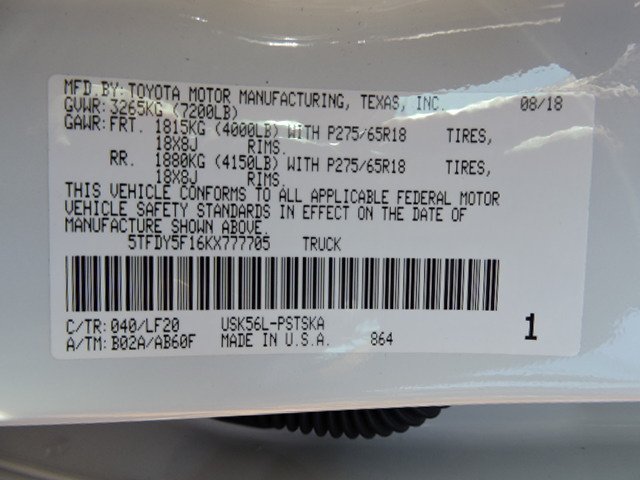 MFD BY: TOYOTA MOTOR MANUFACTURING, TEXAS, INC. 08/18
GVWR: 3265KG (7200LB)
GAWR: FRT. 1815KG (4000LB) WITH P275/65R18 TIRES,
18X8J RIMS.
RR. 1880KG (4150LB) WITH P275/65R18 TIRES,
18X8J RIMS.
THIS VEHICLE CONFORMS TO ALL APPLICABLE FEDERAL MOTOR
VEHICLE SAFETY STANDARDS IN EFFECT ON THE DATE OF
MANUFACTURE SHOWN ABOVE.
5TFDY5F16KX777705 TRUCK
C/TR: 040/LF20 USK56L-PSTSKA 1
A/TM: B02A/AB60F MADE IN U.S.A. 864